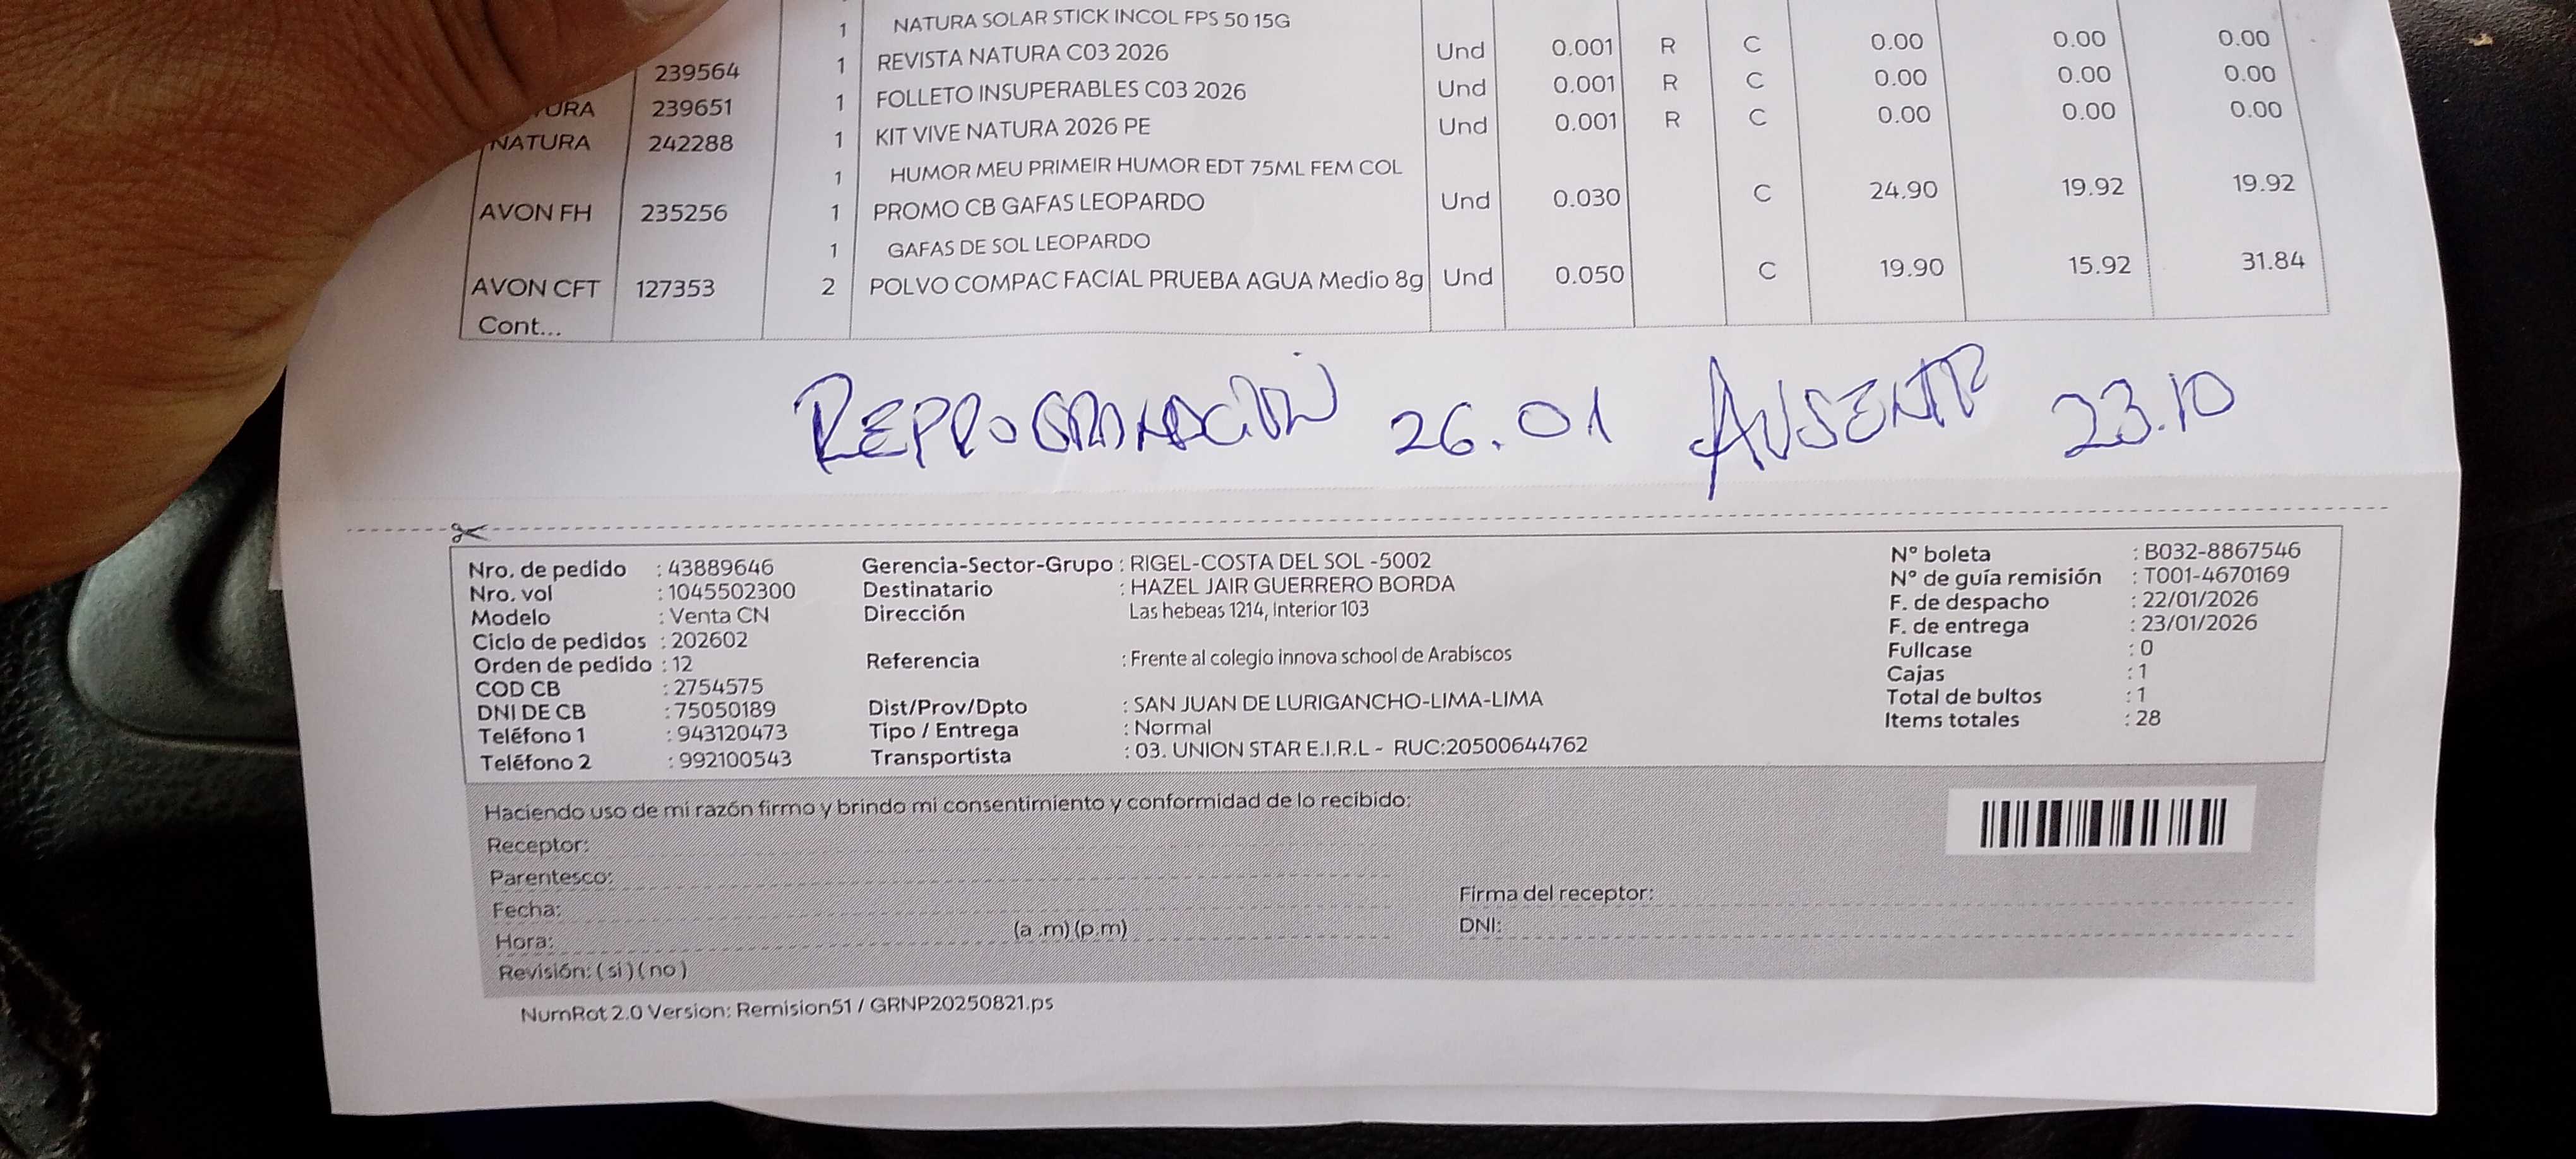 1 NATURA SOLAR STICK INCOL FPS 50 15G
239564 1 REVISTA NATURA C03 2026 Und 0.001 R C 0.00 0.00 0.00
URA 239651 1 FOLLETO INSUPERABLES C03 2026 Und 0.001 R C 0.00 0.00 0.00
NATURA 242288 1 KIT VIVE NATURA 2026 PE Und 0.001 R C 0.00 0.00 0.00
1 HUMOR MEU PRIMEIR HUMOR EDT 75ML FEM COL
AVON FH 235256 1 PROMO CB GAFAS LEOPARDO Und 0.030 C 24.90 19.92 19.92
1 GAFAS DE SOL LEOPARDO
AVON CFT 127353 2 POLVO COMPAC FACIAL PRUEBA AGUA Medio 8g Und 0.050 C 19.90 15.92 31.84
Cont...
REPROGRAMACION 26.01 AUSENTE 23.10
Nro. de pedido : 43889646 Gerencia-Sector-Grupo : RIGEL-COSTA DEL SOL -5002 N° boleta : B032-8867546
Nro. vol : 1045502300 Destinatario : HAZEL JAIR GUERRERO BORDA N° de guía remisión : T001-4670169
Modelo : Venta CN Dirección Las hebeas 1214, Interior 103 F. de despacho : 22/01/2026
Ciclo de pedidos : 202602 F. de entrega : 23/01/2026
Orden de pedido : 12 Referencia : Frente al colegio innova school de Arabiscos Fullcase : 0
COD CB : 2754575 Cajas : 1
DNI DE CB : 75050189 Dist/Prov/Dpto : SAN JUAN DE LURIGANCHO-LIMA-LIMA Total de bultos : 1
Teléfono 1 : 943120473 Tipo / Entrega : Normal Items totales : 28
Teléfono 2 : 992100543 Transportista : 03. UNION STAR E.I.R.L - RUC:20500644762
Haciendo uso de mi razón firmo y brindo mi consentimiento y conformidad de lo recibido:
Receptor:
Parentesco:
Fecha: Firma del receptor:
Hora: (a .m) (p.m) DNI:
Revisión: ( si ) ( no )
NumRot 2.0 Version: Remision51 / GRNP20250821.ps